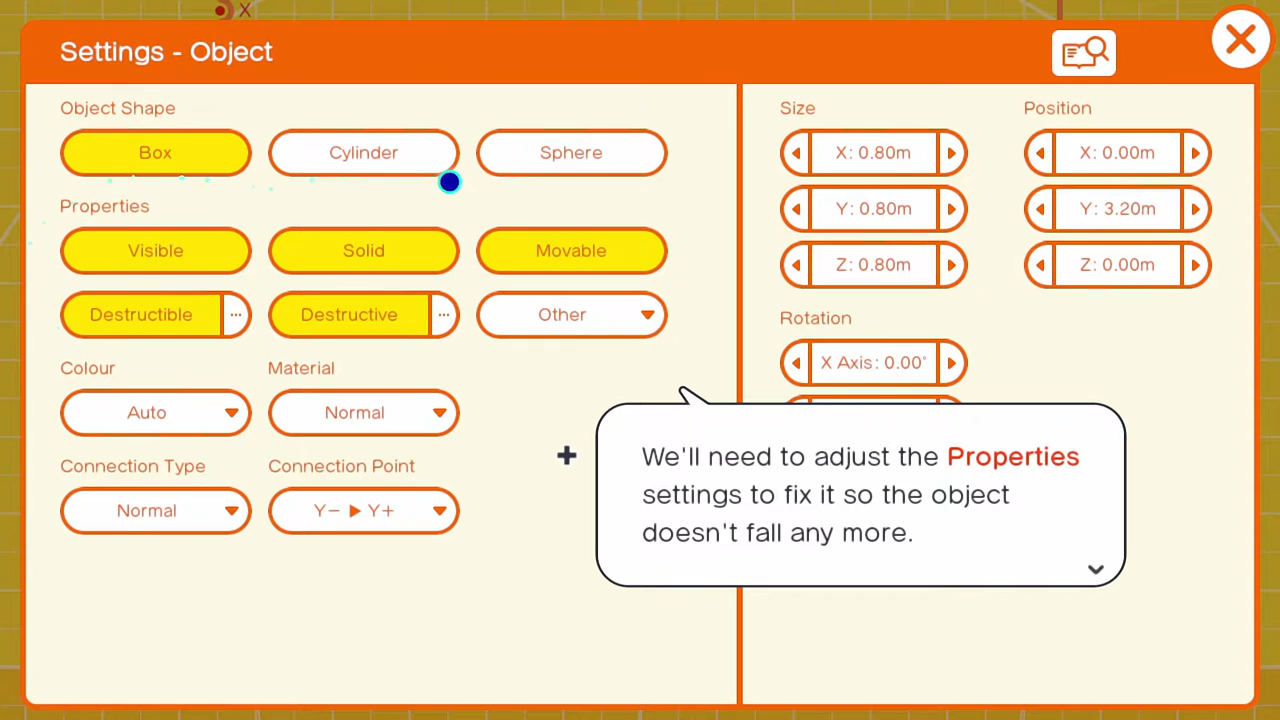 X
Settings - Object
Object Shape
Box
Cylinder
Sphere
Properties
Visible
Solid
Movable
Destructible
...
Destructive
...
Other
Colour
Material
Auto
Normal
Connection Type
Connection Point
Normal
Y− ▶ Y+
Size
Position
X: 0.80m
X: 0.00m
Y: 0.80m
Y: 3.20m
Z: 0.80m
Z: 0.00m
Rotation
X Axis: 0.00°
We'll need to adjust the Properties
settings to fix it so the object
doesn't fall any more.